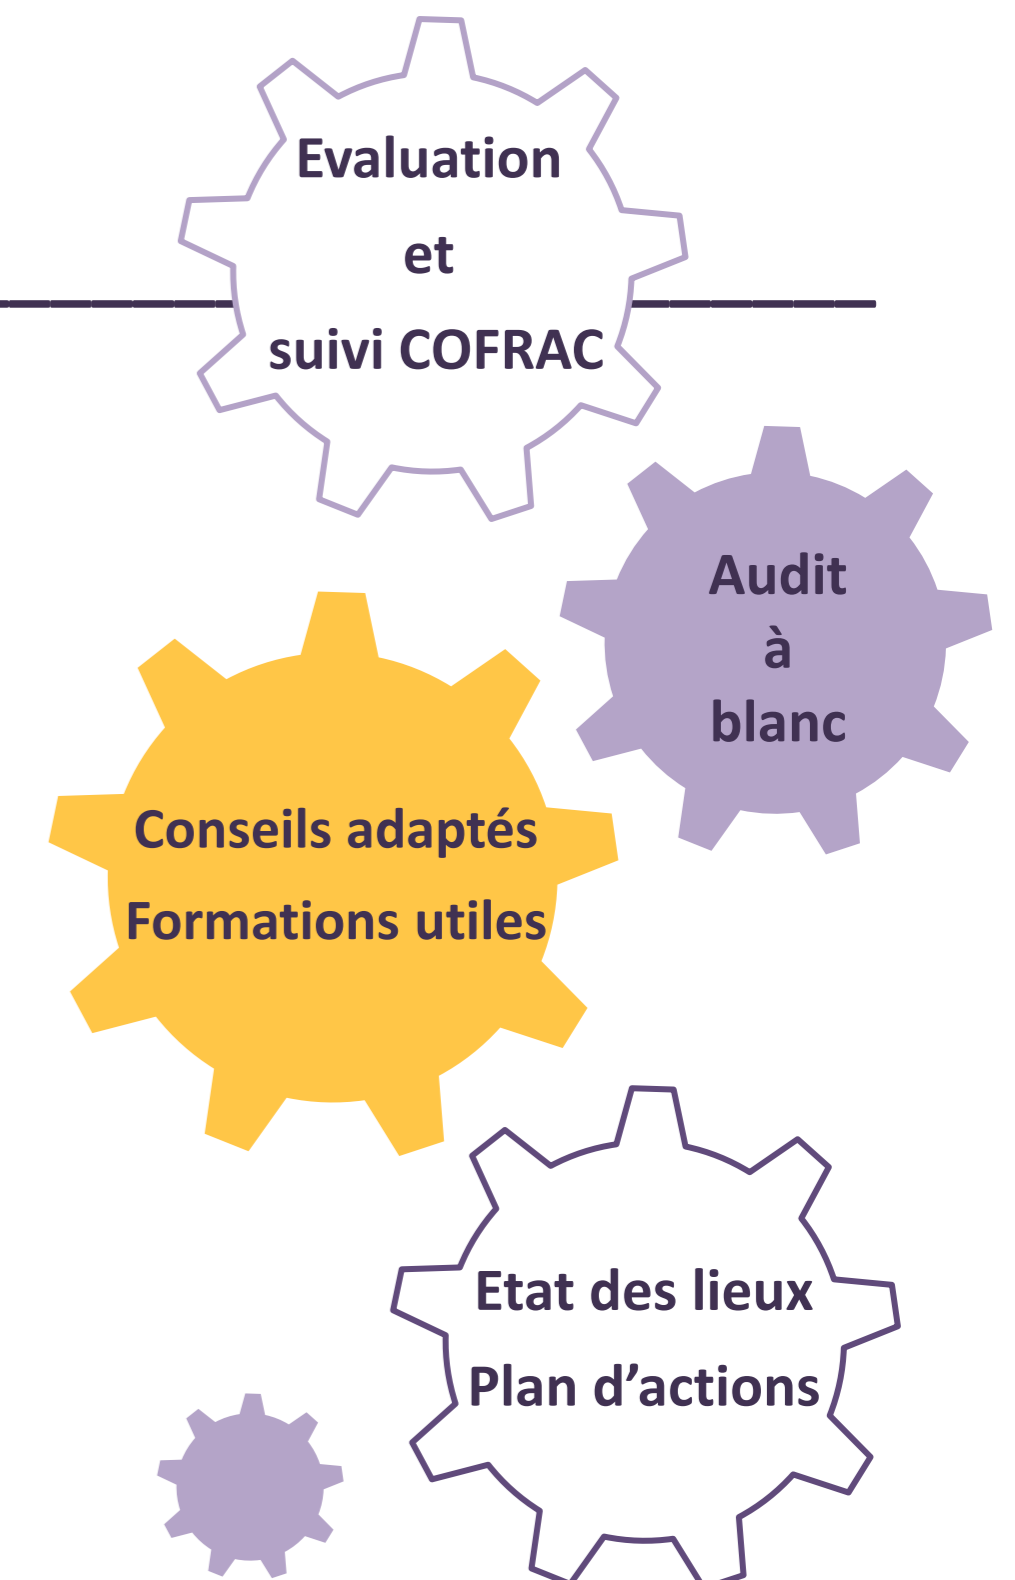 Evaluation
et
suivi COFRAC
Audit
à
blanc
Conseils adaptés
Formations utiles
Etat des lieux
Plan d’actions